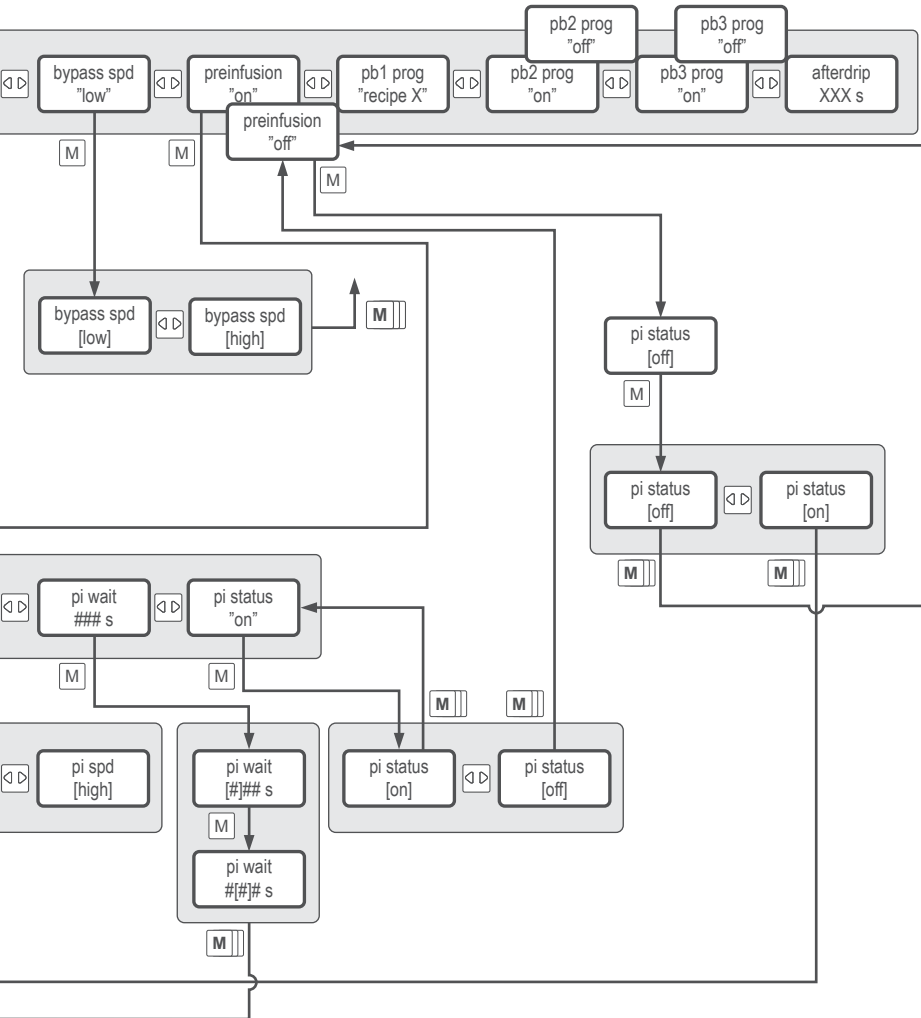 pb2 prog
"off"
pb3 prog
"off"
bypass spd
"low"
preinfusion
"on"
pb1 prog
"recipe X"
pb2 prog
"on"
pb3 prog
"on"
afterdrip
XXX s
preinfusion
"off"
M
M
M
bypass spd
[low]
bypass spd
[high]
M
pi status
[off]
M
pi status
[off]
pi status
[on]
M
M
pi wait
### s
pi status
"on"
M
M
M
M
pi spd
[high]
pi wait
[#]## s
pi status
[on]
pi status
[off]
M
pi wait
#[#]# s
M